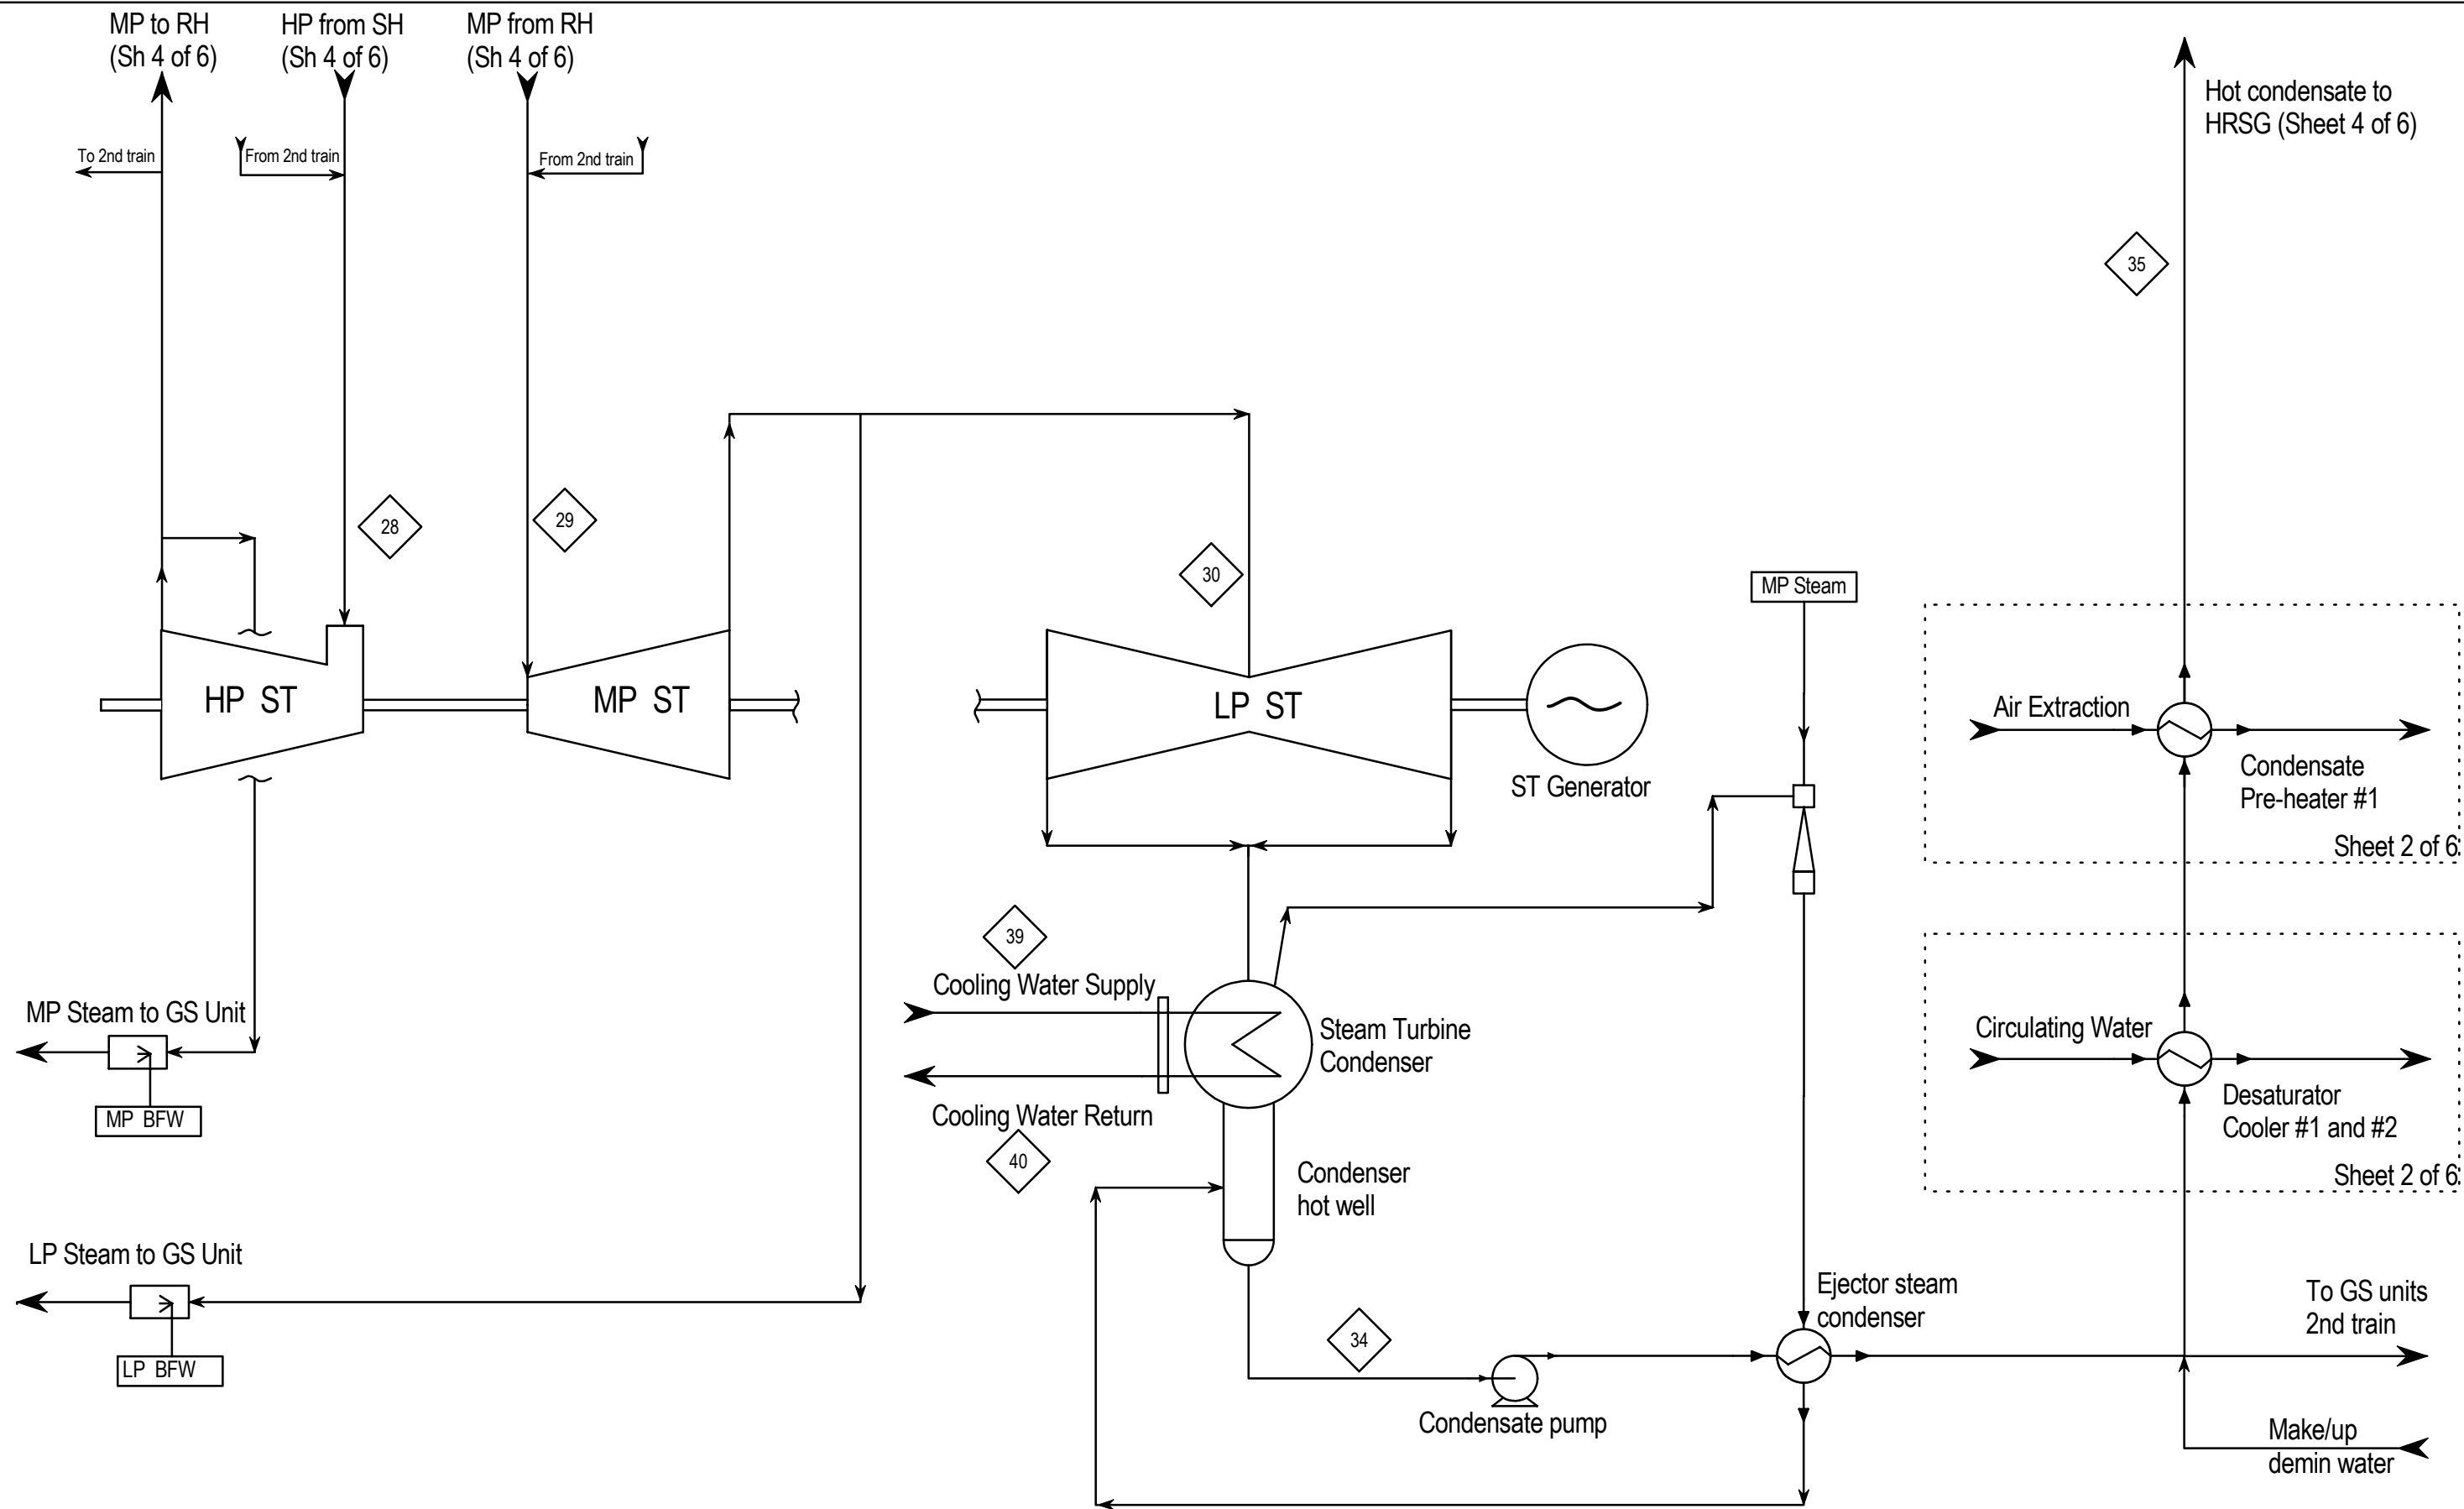 MP to RH
(Sh 4 of 6)
HP from SH
(Sh 4 of 6)
MP from RH
(Sh 4 of 6)
Hot condensate to
HRSG (Sheet 4 of 6)
To 2nd train
From 2nd train
From 2nd train
35
28
29
30
MP Steam
HP ST
MP ST
LP ST
ST Generator
Air Extraction
Condensate
Pre-heater #1
Sheet 2 of 6
39
Cooling Water Supply
Steam Turbine
Condenser
Cooling Water Return
40
Circulating Water
Desaturator
Cooler #1 and #2
Sheet 2 of 6
MP Steam to GS Unit
MP BFW
Condenser
hot well
LP Steam to GS Unit
LP BFW
34
Condensate pump
Ejector steam
condenser
To GS units
2nd train
Make/up
demin water